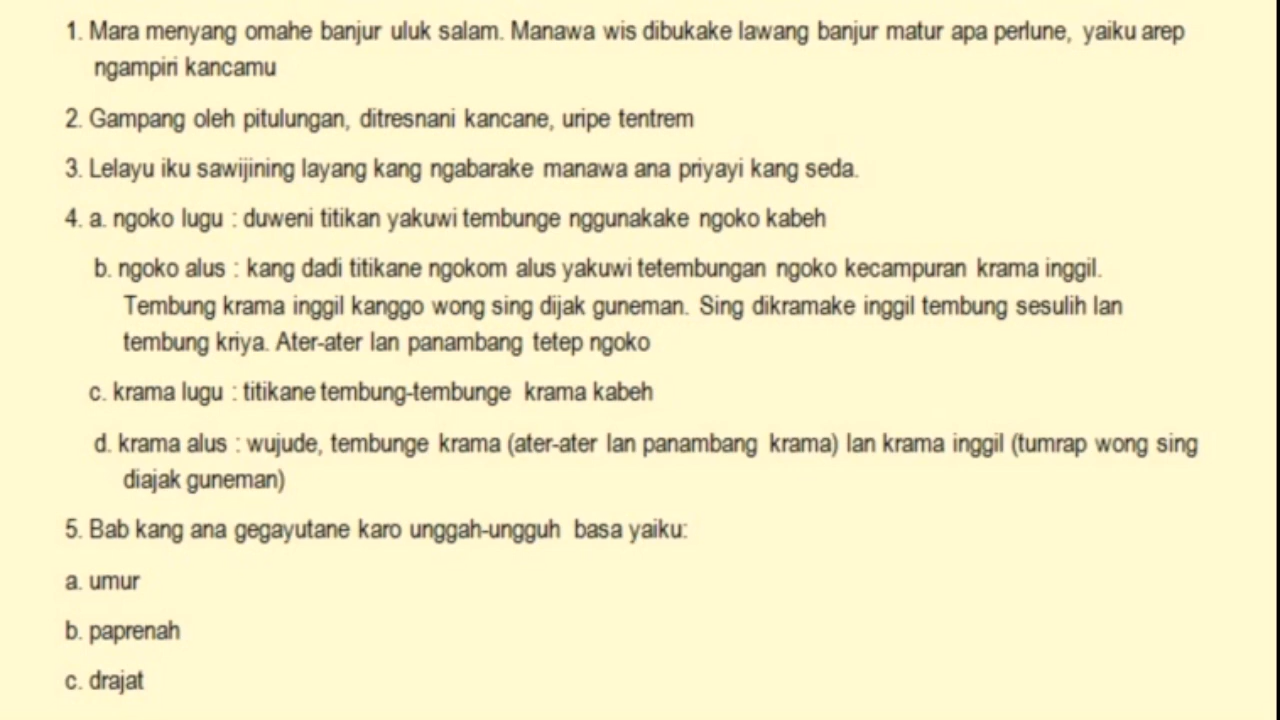 1. Mara menyang omahe banjur uluk salam. Manawa wis dibukake lawang banjur matur apa perlune, yaiku arep
ngampiri kancamu
2. Gampang oleh pitulungan, ditresnani kancane, uripe tentrem
3. Lelayu iku sawijining layang kang ngabarake manawa ana priyayi kang seda.
4. a. ngoko lugu : duweni titikan yakuwi tembunge nggunakake ngoko kabeh
b. ngoko alus : kang dadi titikane ngokom alus yakuwi tetembungan ngoko kecampuran krama inggil.
Tembung krama inggil kanggo wong sing dijak guneman. Sing dikramake inggil tembung sesulih lan
tembung kriya. Ater-ater lan panambang tetep ngoko
c. krama lugu : titikane tembung-tembunge krama kabeh
d. krama alus : wujude, tembunge krama (ater-ater lan panambang krama) lan krama inggil (tumrap wong sing
diajak guneman)
5. Bab kang ana gegayutane karo unggah-ungguh basa yaiku:
a. umur
b. paprenah
c. drajat